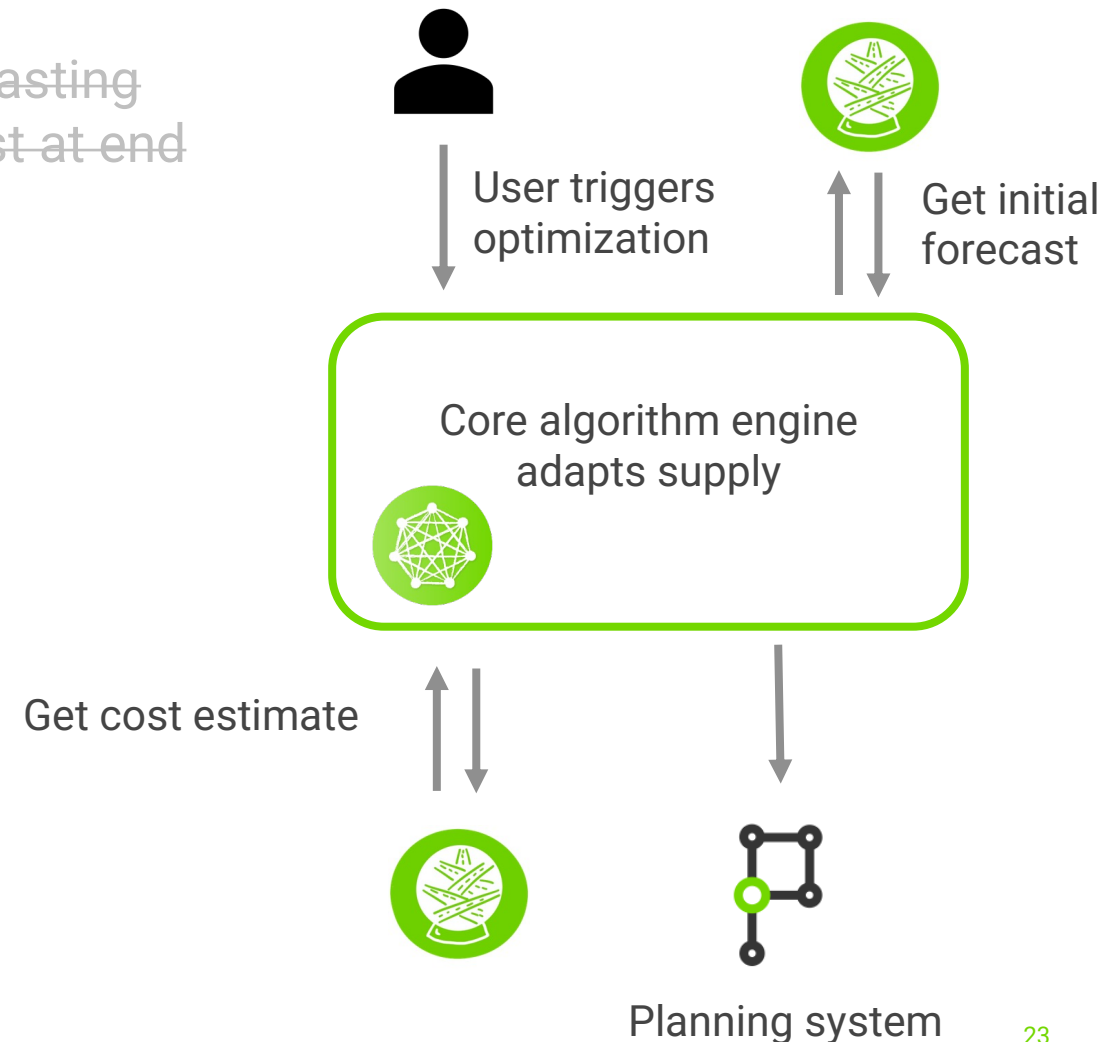 asting
st at end
User triggers
optimization
Get initial
forecast
Core algorithm engine
adapts supply
Get cost estimate
Planning system
23